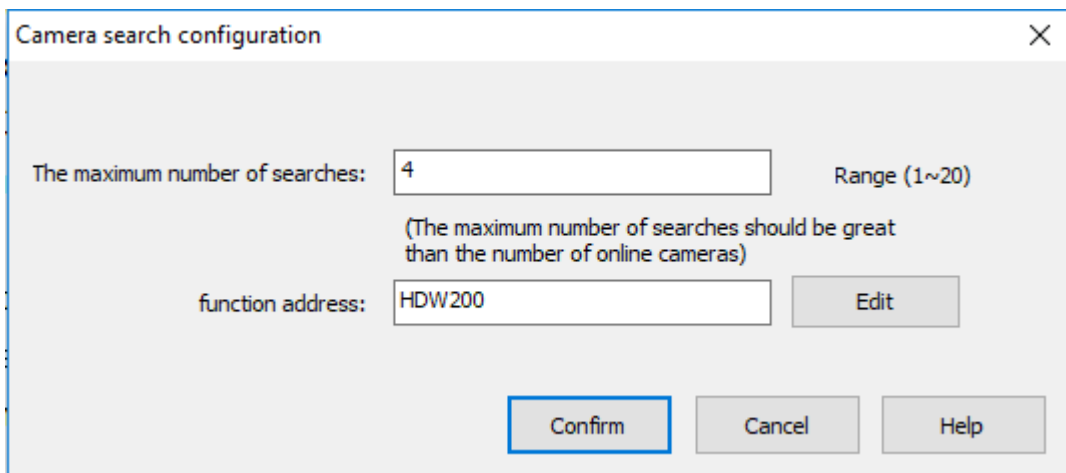 Camera search configuration
The maximum number of searches: 4 Range (1~20)
(The maximum number of searches should be great
than the number of online cameras)
function address: HDW200 Edit
Confirm Cancel Help